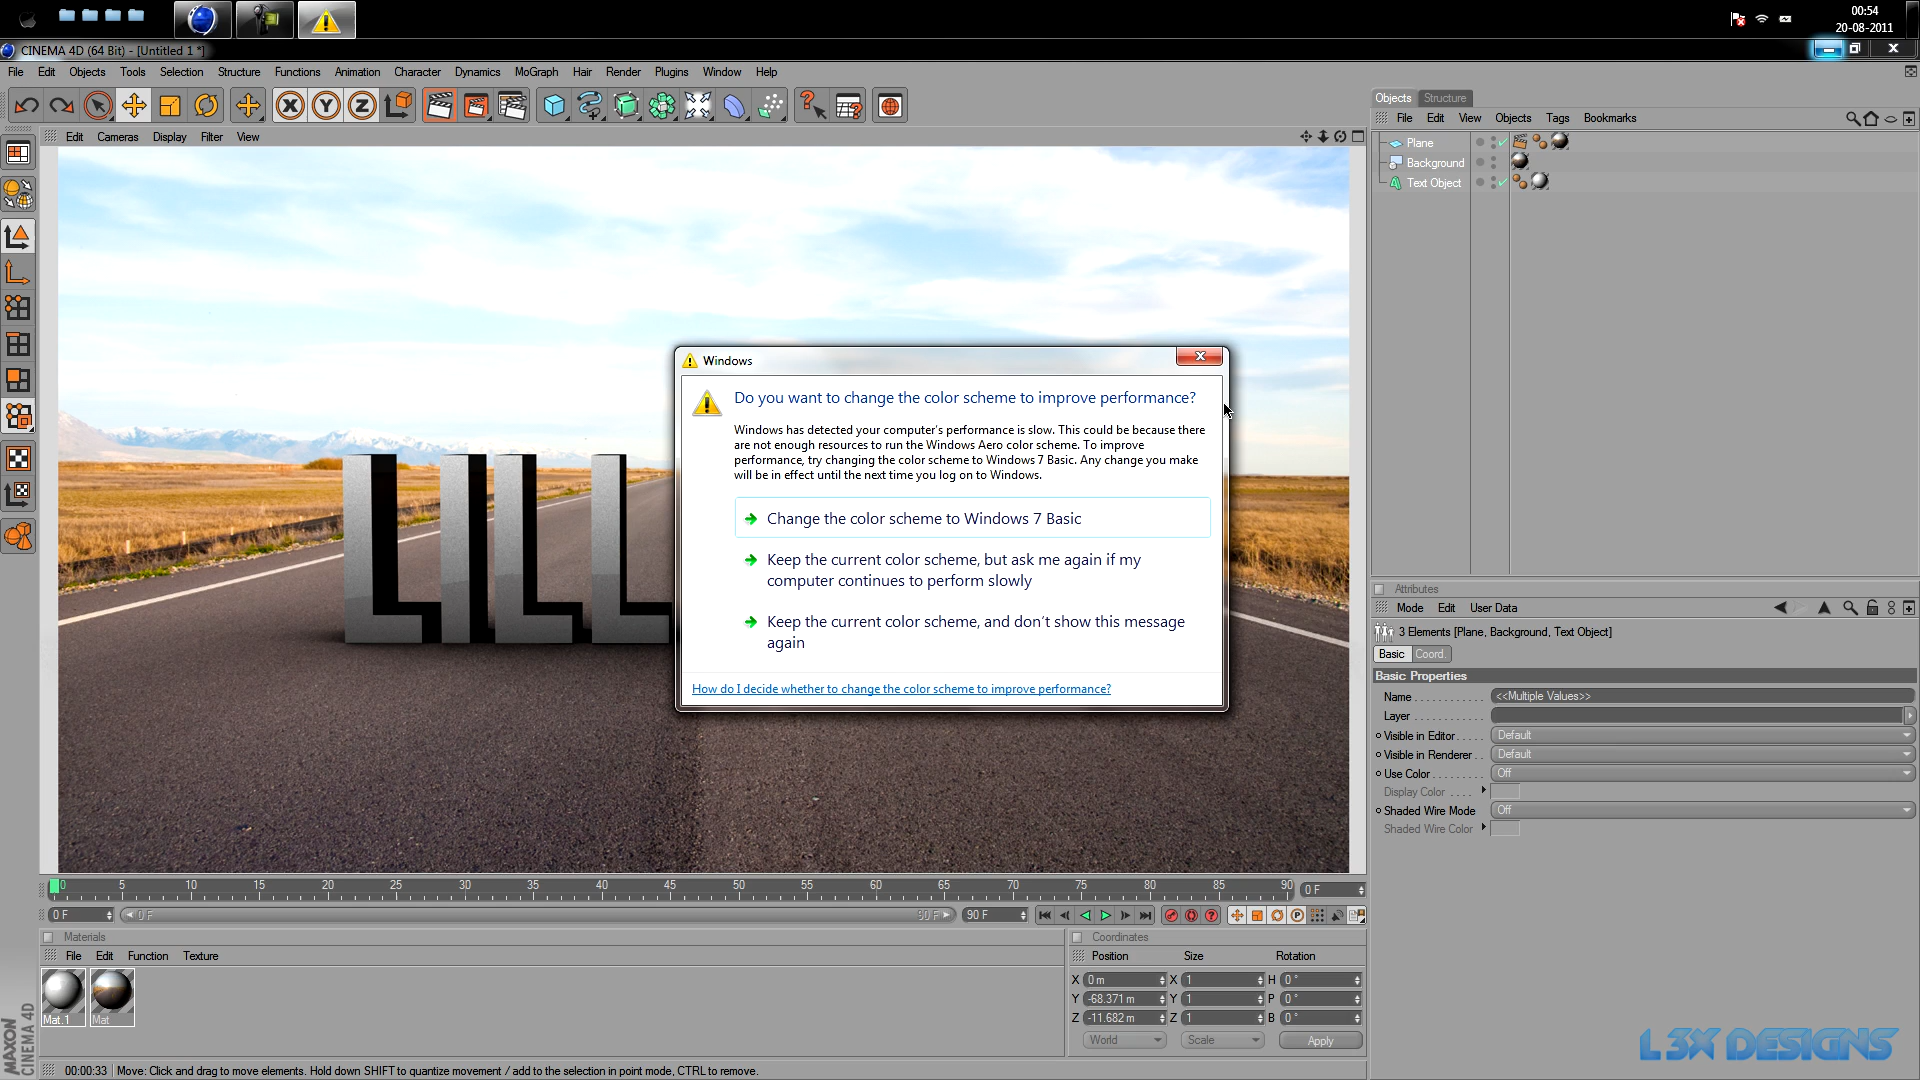 00:54
20-08-2011
CINEMA 4D (64 Bit) - [Untitled 1 *]
File Edit Objects Tools Selection Structure Functions Animation Character Dynamics MoGraph Hair Render Plugins Window Help
Objects Structure
File Edit View Objects Tags Bookmarks
Edit Cameras Display Filter View
Plane
Background
Text Object
LILL
Windows
Do you want to change the color scheme to improve performance?
Windows has detected your computer's performance is slow. This could be because there
are not enough resources to run the Windows Aero color scheme. To improve
performance, try changing the color scheme to Windows 7 Basic. Any change you make
will be in effect until the next time you log on to Windows.
Change the color scheme to Windows 7 Basic
Keep the current color scheme, but ask me again if my
computer continues to perform slowly
Keep the current color scheme, and don't show this message
again
How do I decide whether to change the color scheme to improve performance?
Attributes
Mode Edit User Data
3 Elements [Plane, Background, Text Object]
Basic Coord.
Basic Properties
Name <<Multiple Values>>
Layer
Visible in Editor Default
Visible in Renderer Default
Use Color Off
Display Color
Shaded Wire Mode Off
Shaded Wire Color
0 5 10 15 20 25 30 35 40 45 50 55 60 65 70 75 80 85 90 0 F
0 F 0 F 90 F 90 F
Materials
File Edit Function Texture
Mat.1 Mat
Coordinates
Position Size Rotation
X 0 m X 1 H 0 °
Y -68.371 m Y 1 P 0 °
Z -11.682 m Z 1 B 0 °
World Scale Apply
MAXON
CINEMA 4D
L3X DESIGNS
00:00:33 Move: Click and drag to move elements. Hold down SHIFT to quantize movement / add to the selection in point mode, CTRL to remove.